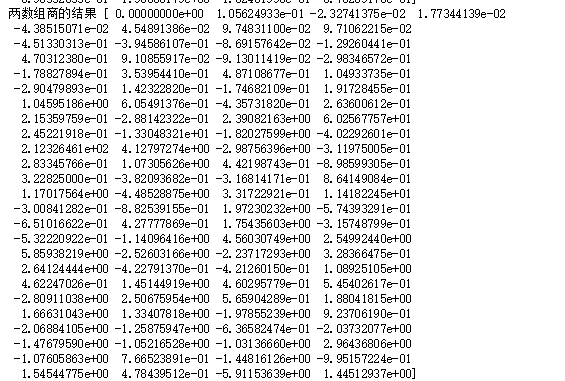 两数组商的结果 [ 0.00000000e+00 1.05624933e-01 -2.32741375e-02 1.77344139e-02
-4.38515071e-02 4.54891386e-02 9.74831100e-02 9.71062215e-02
-4.51330313e-01 -3.94586107e-01 -8.69157642e-02 -1.29260441e-01
4.70312380e-01 9.10855917e-02 -9.13011419e-02 -2.98346572e-01
-1.78827894e-01 3.53954410e-01 4.87108677e-01 1.04933735e-01
-2.90479893e-01 1.42322820e-01 -1.74682109e-01 1.91728455e-01
1.04595186e+00 6.05491376e-01 -4.35731820e-01 2.63600612e-01
2.15359759e-01 -2.88142322e-01 2.39082163e+00 6.02567757e+01
2.45221918e-01 -1.33048321e+01 -1.82027599e+00 -4.02292601e-01
2.12326461e+02 4.12797274e+00 -2.98756396e+00 -3.11975005e-01
2.83345766e-01 1.07305626e+00 4.42198743e-01 -8.98599305e-01
3.22825000e-01 -3.82093682e-01 -3.16814171e-01 8.64149084e-01
1.17017564e+00 -4.48528875e+00 3.31722921e-01 1.14182245e+01
-3.00841282e-01 -8.82539155e-01 1.97230232e+00 -5.74393291e-01
-6.51016622e-01 4.27777869e-01 1.75435603e+00 -3.15748799e-01
-5.32220922e-01 -1.14096416e+00 4.56030749e-01 2.54992440e+00
5.85938219e-01 -2.52603166e+00 -2.23717293e+00 3.28366475e-01
2.64124444e+00 -4.22791370e-01 -4.21260150e-01 1.08925105e+00
4.62247026e-01 1.45144919e+00 4.60295779e-01 5.45402617e-01
-2.80911038e+00 2.50675954e+00 5.65904289e-01 1.88041815e+00
1.66631043e+00 1.33407818e+00 -1.97855239e+00 9.23706190e-01
-2.06884105e+00 -1.25875947e+00 -6.36582474e-01 -2.03732077e+00
-1.47679590e+00 -1.05216528e+00 -1.03136660e+00 2.96436806e+00
-1.07605863e+00 7.66523891e-01 -1.44816126e+00 -9.95157224e-01
1.54544775e+00 4.78439512e-01 -5.91153639e+00 1.44512937e+00]